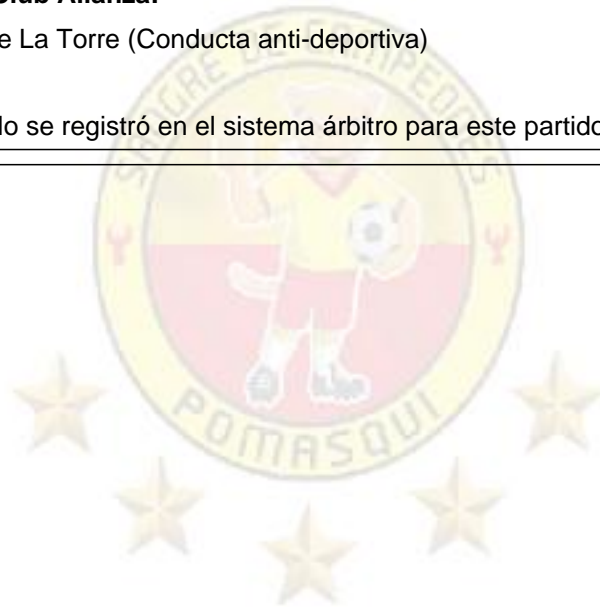 Club Alianza:
e La Torre (Conducta anti-deportiva)
lo se registró en el sistema árbitro para este partido
SANGRE DE CAMPEONES
POMASQUI